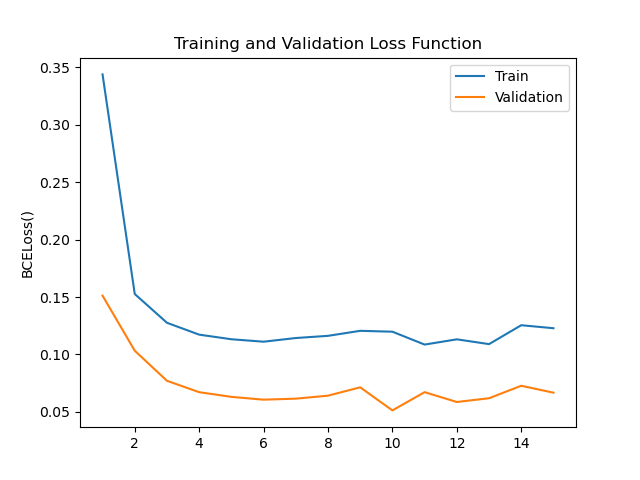 Training and Validation Loss Function
Train
Validation
BCELoss()
0.35
0.30
0.25
0.20
0.15
0.10
0.05
2 4 6 8 10 12 14